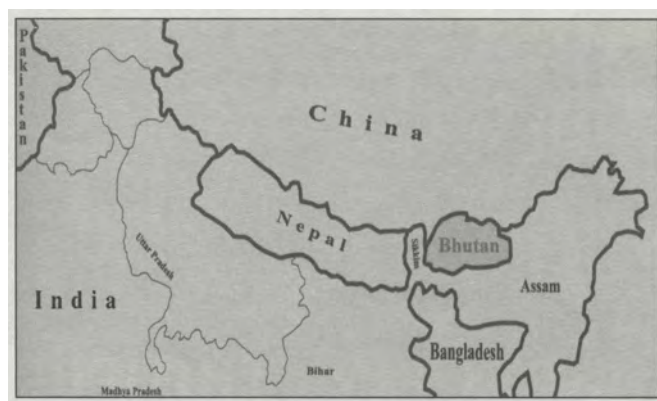 Pakistan
China
Nepal
Sikkim
Bhutan
Uttar Pradesh
Assam
India
Bangladesh
Bihar
Madhya Pradesh